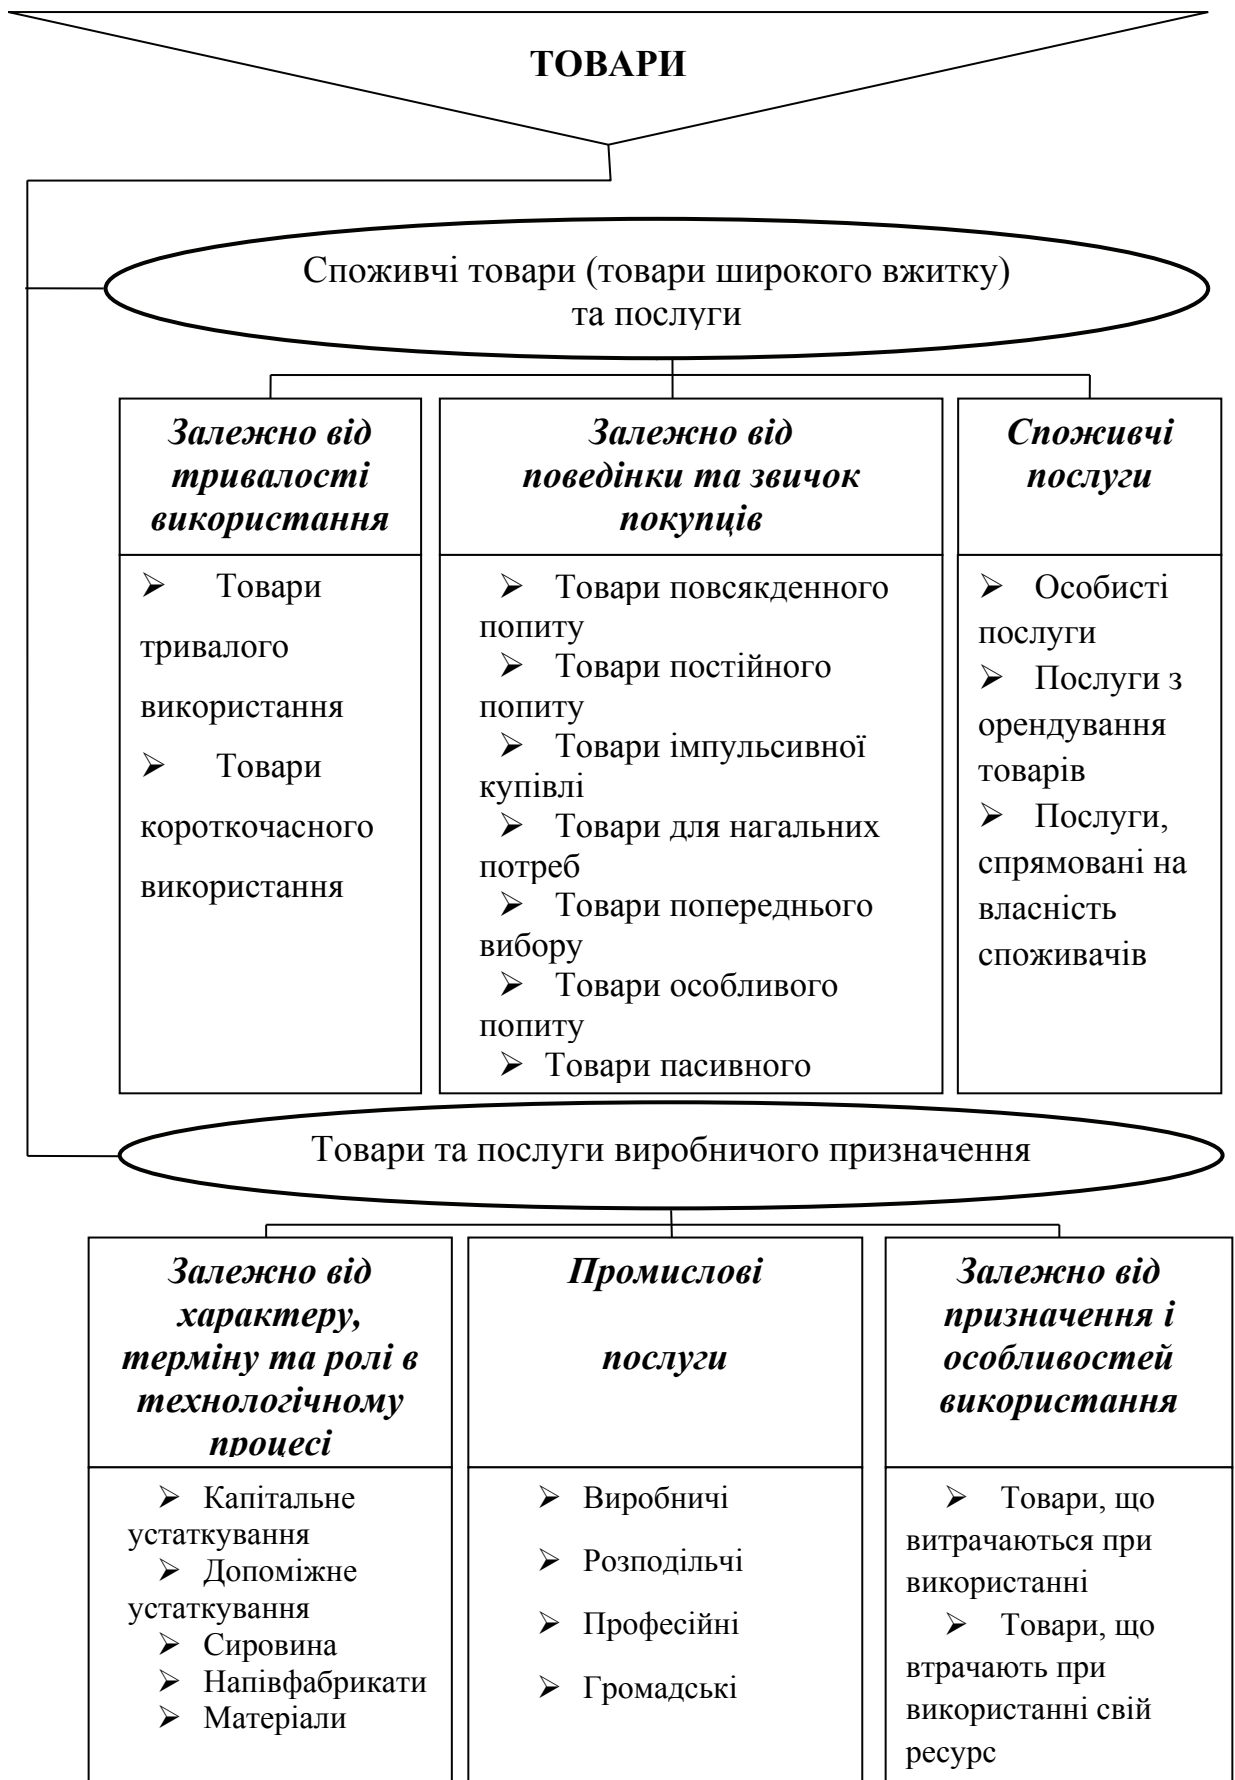 ТОВАРИ
Споживчі товари (товари широкого вжитку)
та послуги
Залежно від
тривалості
використання
➢ Товари
тривалого
використання
➢ Товари
короткочасного
використання
Залежно від
поведінки та звичок
покупців
➢ Товари повсякденного
попиту
➢ Товари постійного
попиту
➢ Товари імпульсивної
купівлі
➢ Товари для нагальних
потреб
➢ Товари попереднього
вибору
➢ Товари особливого
попиту
➢ Товари пасивного
Споживчі
послуги
➢ Особисті
послуги
➢ Послуги з
орендування
товарів
➢ Послуги,
спрямовані на
власність
споживачів
Товари та послуги виробничого призначення
Залежно від
характеру,
терміну та ролі в
технологічному
процесі
➢ Капітальне
устаткування
➢ Допоміжне
устаткування
➢ Сировина
➢ Напівфабрикати
➢ Матеріали
Промислові
послуги
➢ Виробничі
➢ Розподільчі
➢ Професійні
➢ Громадські
Залежно від
призначення і
особливостей
використання
➢ Товари, що
витрачаються при
використанні
➢ Товари, що
втрачають при
використанні свій
ресурс